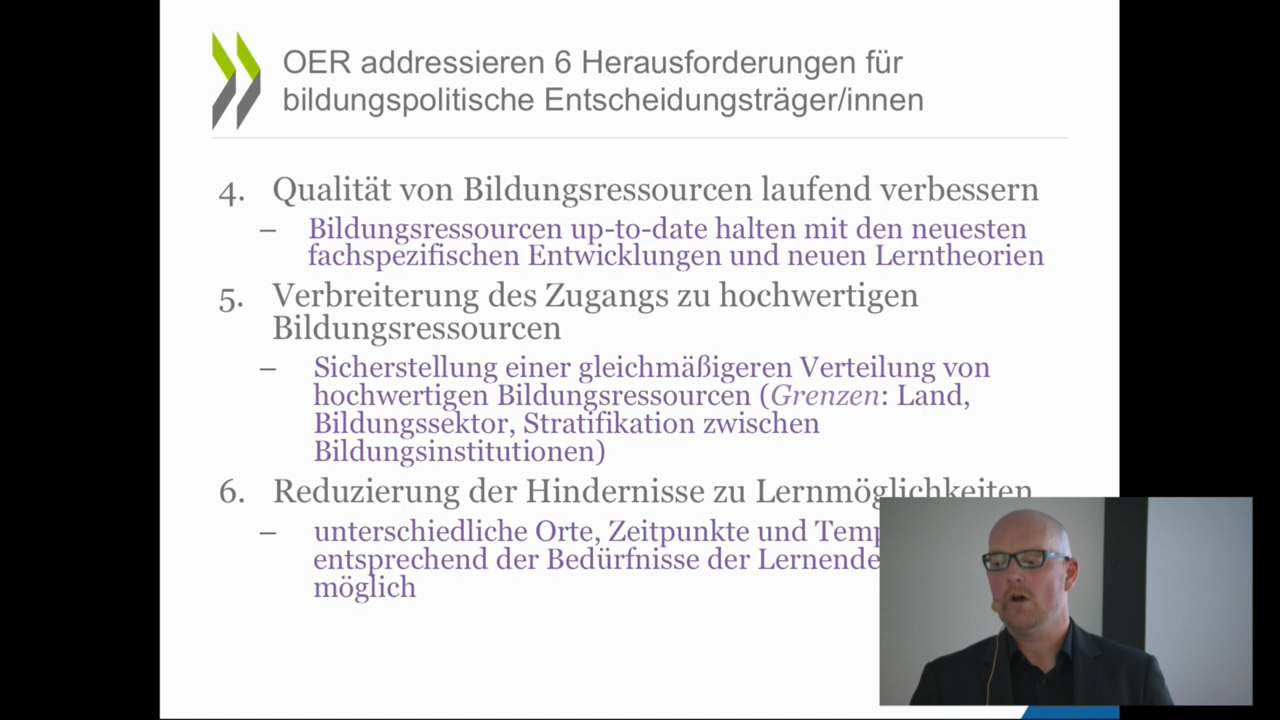 OER addressieren 6 Herausforderungen für
bildungspolitische Entscheidungsträger/innen
4. Qualität von Bildungsressourcen laufend verbessern
– Bildungsressourcen up-to-date halten mit den neuesten
fachspezifischen Entwicklungen und neuen Lerntheorien
5. Verbreiterung des Zugangs zu hochwertigen
Bildungsressourcen
– Sicherstellung einer gleichmäßigeren Verteilung von
hochwertigen Bildungsressourcen (Grenzen: Land,
Bildungssektor, Stratifikation zwischen
Bildungsinstitutionen)
6. Reduzierung der Hindernisse zu Lernmöglichkeiten
– unterschiedliche Orte, Zeitpunkte und
entsprechend der Bedürfnisse der
möglich